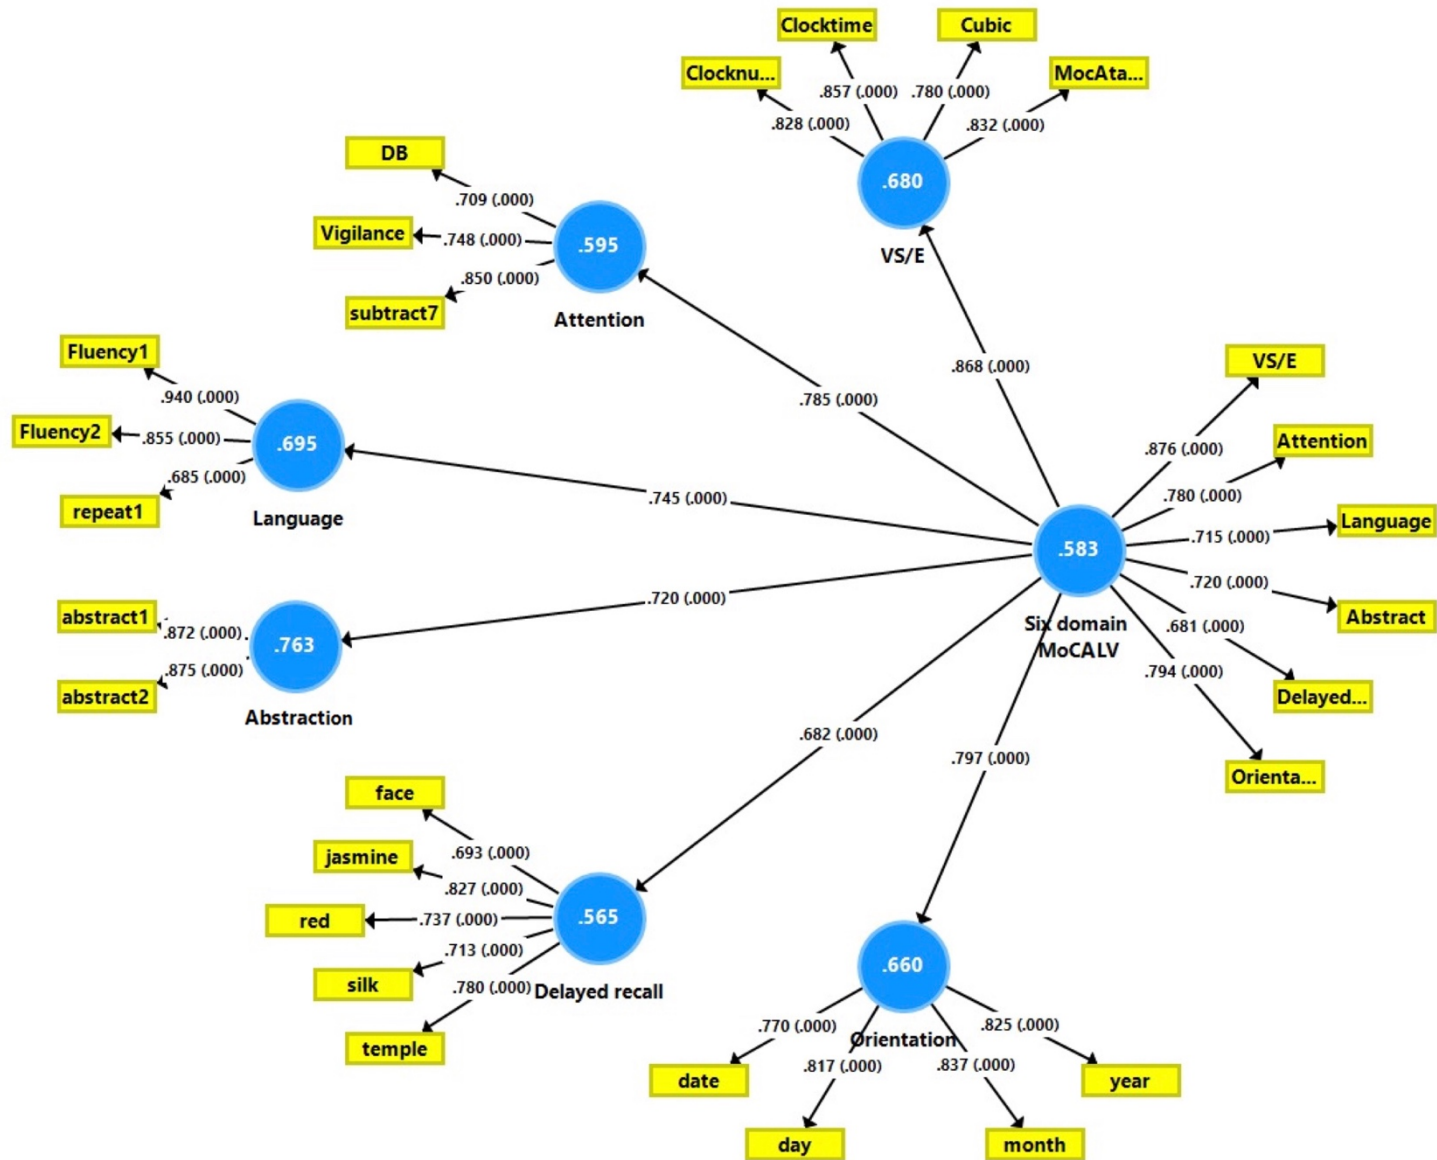 Clocktime
Cubic
Clocknu...
MocAta...
.857 (.000)
.780 (.000)
.828 (.000)
.832 (.000)
.680
VS/E
DB
.709 (.000)
Vigilance
.748 (.000)
.595
.850 (.000)
subtract7
Attention
.868 (.000)
.785 (.000)
Fluency1
.940 (.000)
Fluency2
.855 (.000)
.695
.685 (.000)
repeat1
Language
.745 (.000)
VS/E
.876 (.000)
Attention
.780 (.000)
Language
.715 (.000)
.583
.720 (.000)
Abstract
Six domain
MoCALV
.681 (.000)
.794 (.000)
Delayed...
Orienta...
.720 (.000)
abstract1
.872 (.000)
.763
.875 (.000)
abstract2
Abstraction
.682 (.000)
.797 (.000)
face
.693 (.000)
jasmine
.827 (.000)
red
.737 (.000)
.565
.713 (.000)
silk
.780 (.000)
Delayed recall
temple
.660
Orientation
.770 (.000)
.825 (.000)
.817 (.000)
.837 (.000)
date
year
day
month